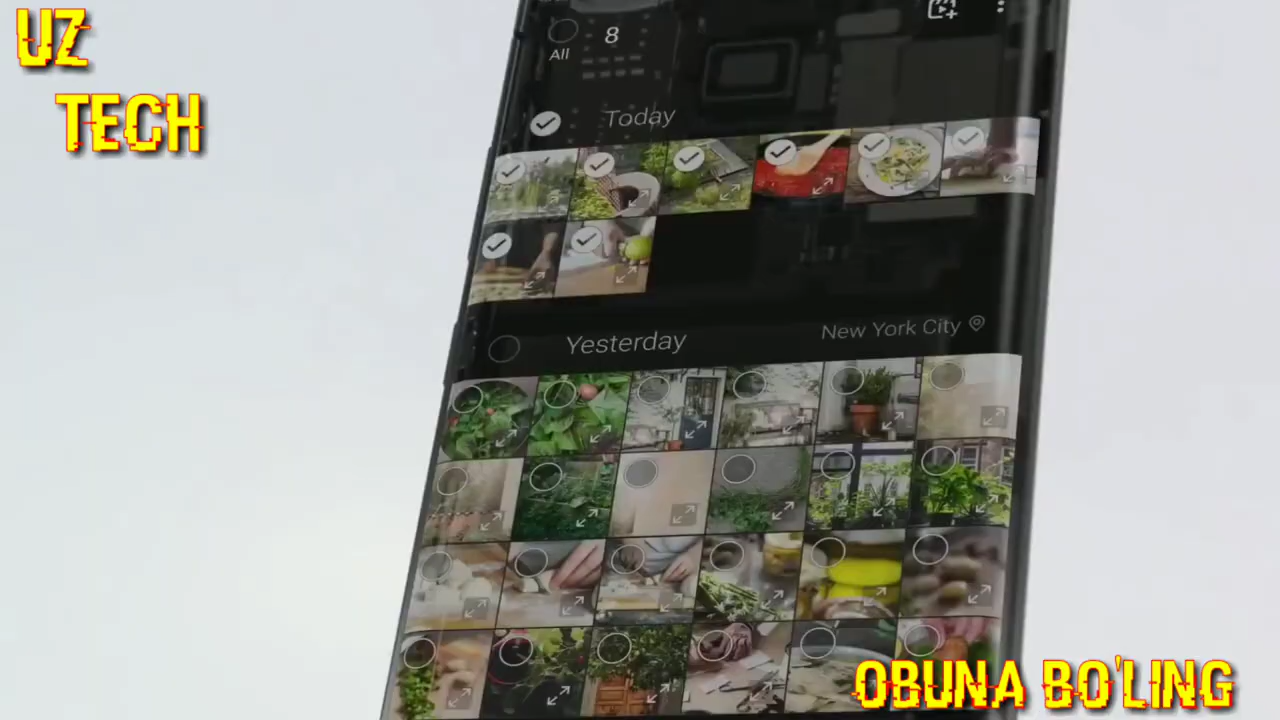 UZ
TECH
8
All
Today
Yesterday
New York City
OBUNA BO'LING